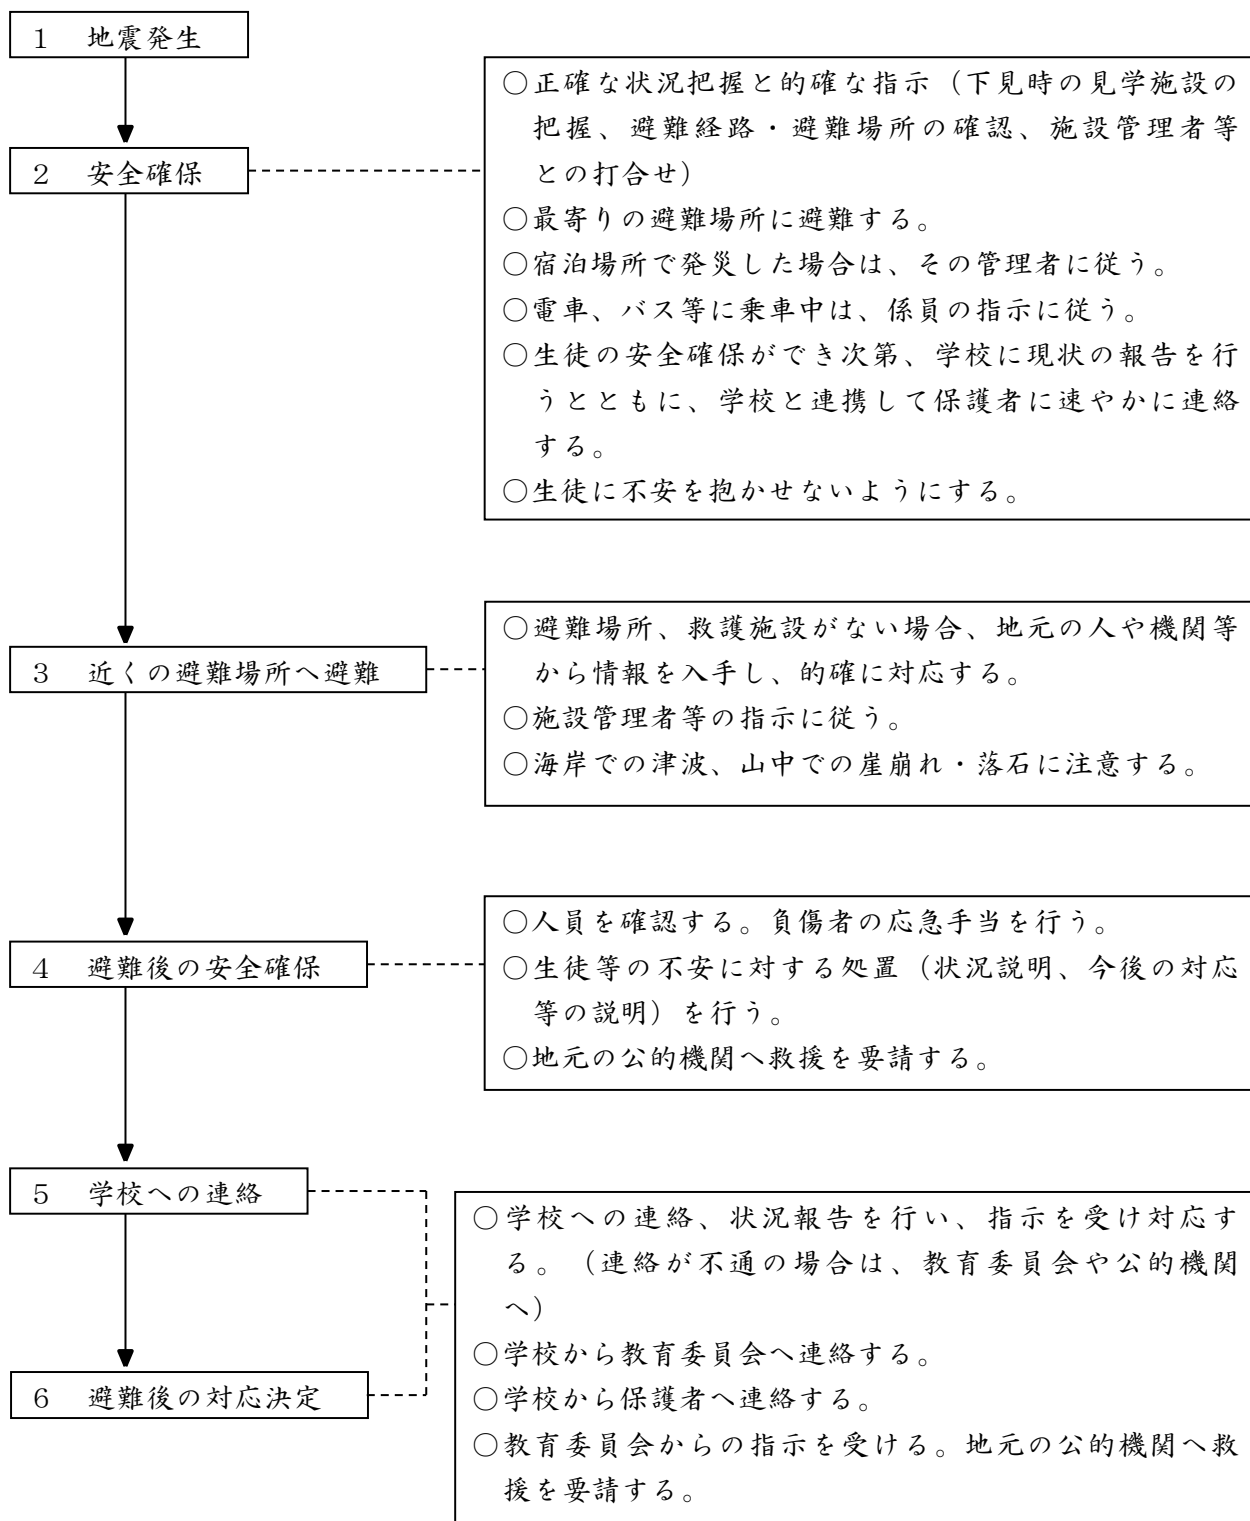 １　地震発生
２　安全確保
〇正確な状況把握と的確な指示（下見時の見学施設の
把握、避難経路・避難場所の確認、施設管理者等
との打合せ）
〇最寄りの避難場所に避難する。
〇宿泊場所で発災した場合は、その管理者に従う。
〇電車、バス等に乗車中は、係員の指示に従う。
〇生徒の安全確保ができ次第、学校に現状の報告を行
うとともに、学校と連携して保護者に速やかに連絡
する。
〇生徒に不安を抱かせないようにする。
３　近くの避難場所へ避難
〇避難場所、救護施設がない場合、地元の人や機関等
から情報を入手し、的確に対応する。
〇施設管理者等の指示に従う。
〇海岸での津波、山中での崖崩れ・落石に注意する。
４　避難後の安全確保
〇人員を確認する。負傷者の応急手当を行う。
〇生徒等の不安に対する処置（状況説明、今後の対応
等の説明）を行う。
〇地元の公的機関へ救援を要請する。
５　学校への連絡
６　避難後の対応決定
〇学校への連絡、状況報告を行い、指示を受け対応す
る。（連絡が不通の場合は、教育委員会や公的機関
へ）
〇学校から教育委員会へ連絡する。
〇学校から保護者へ連絡する。
〇教育委員会からの指示を受ける。地元の公的機関へ救
援を要請する。